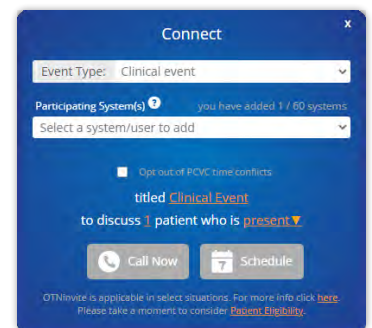 Connect x
Event Type: Clinical event
Participating System(s) ? you have added 1 / 60 systems
Select a system/user to add
Opt out of PCVC time conflicts
titled Clinical Event
to discuss 1 patient who is present▼
Call Now 7 Schedule
OTNInvite is applicable in select situations. For more info click here.
Please take a moment to consider Patient Eligibility.